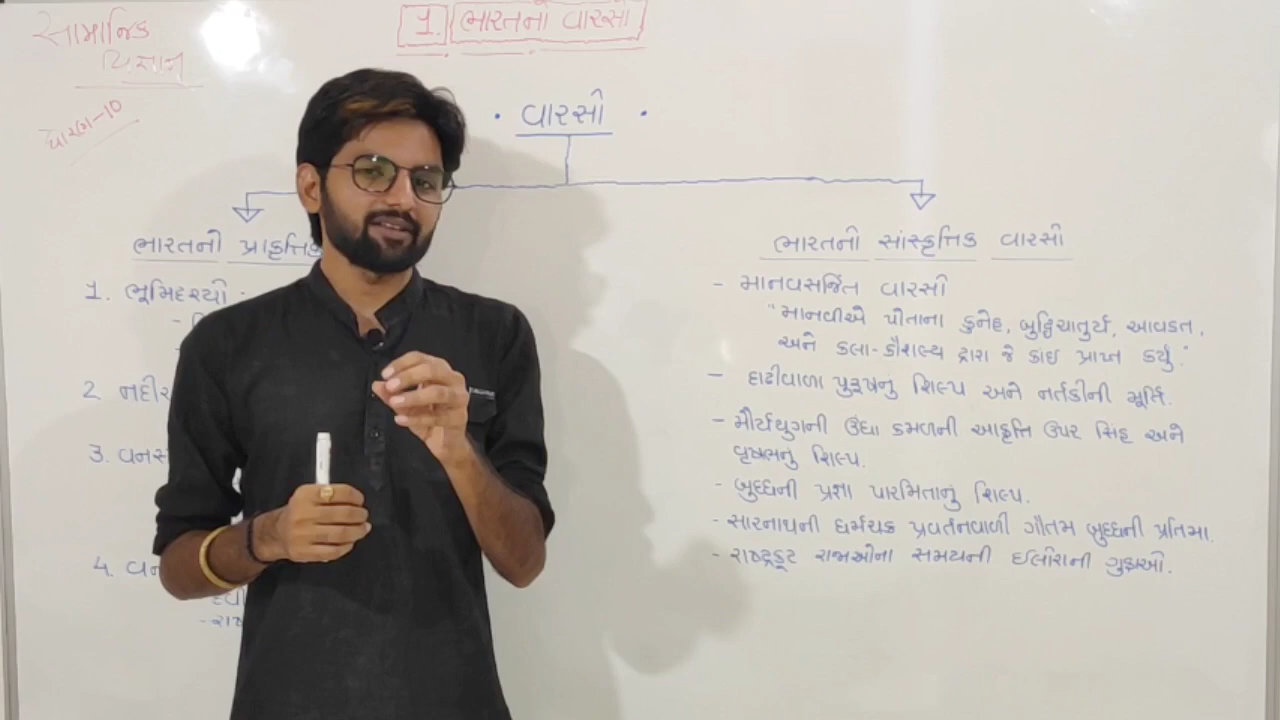 સામાજિક
વિજ્ઞાન
ધોરણ-10
1. ભારતનો વારસો
વારસો
ભારતનો પ્રાકૃત્તિક
1. ભૂમિદૃશ્યો
2 નદી
3. વન
4. વન
ભારતનો સાંસ્કૃત્તિક વારસો
- માનવસર્જિત વારસો
"માનવીએ પોતાના કુનેહ, બુદ્ધિચાતુર્ય, આવડત,
અને કલા-કૌશલ્ય દ્વારા જે કાંઇ પ્રાપ્ત કર્યું."
- દાઢીવાળા પુરૂષનું શિલ્પ અને નર્તકીની મૂર્તિ.
- મૌર્યયુગની ઉંધા કમળની આકૃત્તિ ઉપર સિંહ અને
વૃષભનું શિલ્પ.
- બુધ્ધની પ્રજ્ઞા પારમિતાનું શિલ્પ.
- સારનાથની ધર્મચક્ર પ્રવર્તનવાળી ગૌતમ બુધ્ધની પ્રતિમા.
- રાષ્ટ્રકૂટ રાજાઓના સમયની ઈલોરાની ગુફાઓ.